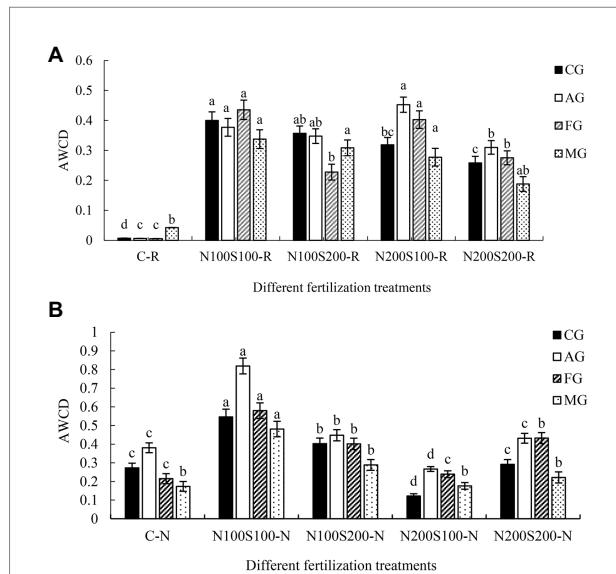 A
AWCD
0.6
0.5
0.4
0.3
0.2
0.1
0
d c c b
a a a a
ab ab b a
bc a a a
c b b ab
CG
AG
FG
MG
C-R N100S100-R N100S200-R N200S100-R N200S200-R
Different fertilization treatments
B
AWCD
1
0.9
0.8
0.7
0.6
0.5
0.4
0.3
0.2
0.1
0
c c c b
a a a a
b b b b
d d c b
c c b b
CG
AG
FG
MG
C-N N100S100-N N100S200-N N200S100-N N200S200-N
Different fertilization treatments